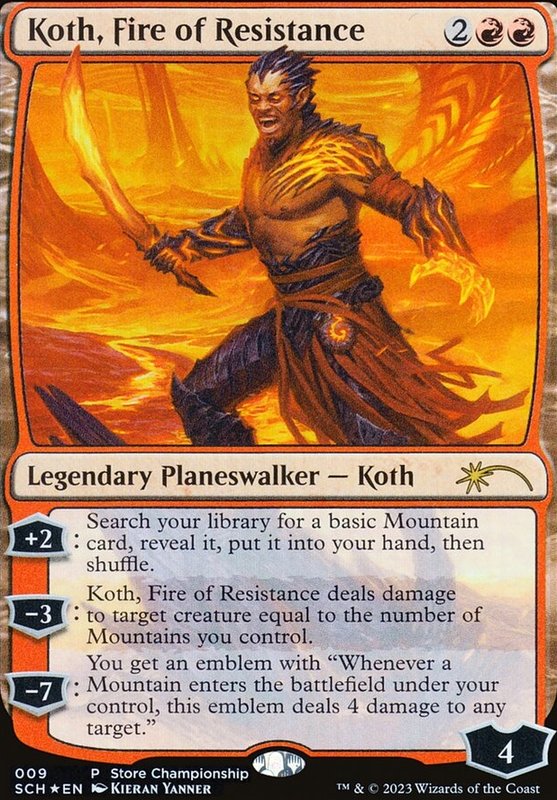 Koth, Fire of Resistance 2
Legendary Planeswalker — Koth
+2: Search your library for a basic Mountain
card, reveal it, put it into your hand, then
shuffle.
−3: Koth, Fire of Resistance deals damage
to target creature equal to the number of
Mountains you control.
−7: You get an emblem with “Whenever a
Mountain enters the battlefield under your
control, this emblem deals 4 damage to any
target.”
4
009 P Store Championship
SCH★EN KIERAN YANNER
™ & © 2023 Wizards of the Coast